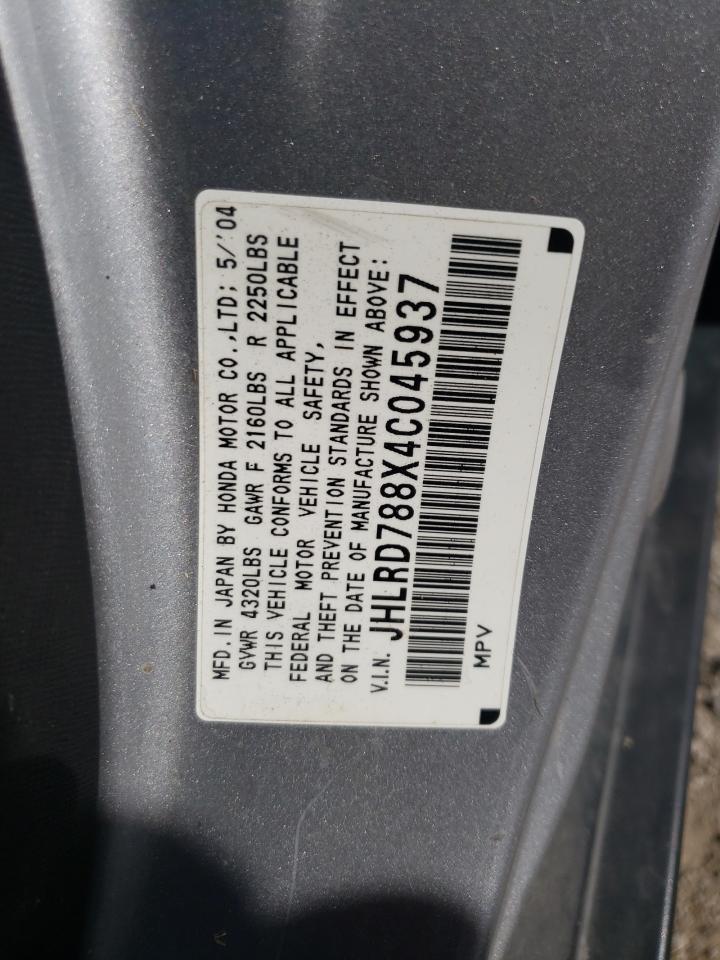 MFD. IN JAPAN BY HONDA MOTOR CO.,LTD; 5/'04
GVWR 4320LBS GAWR F 2160LBS R 2250LBS
THIS VEHICLE CONFORMS TO ALL APPLICABLE
FEDERAL MOTOR VEHICLE SAFETY,
AND THEFT PREVENTION STANDARDS IN EFFECT
ON THE DATE OF MANUFACTURE SHOWN ABOVE:
V.I.N. JHLRD788X4C045937
MPV